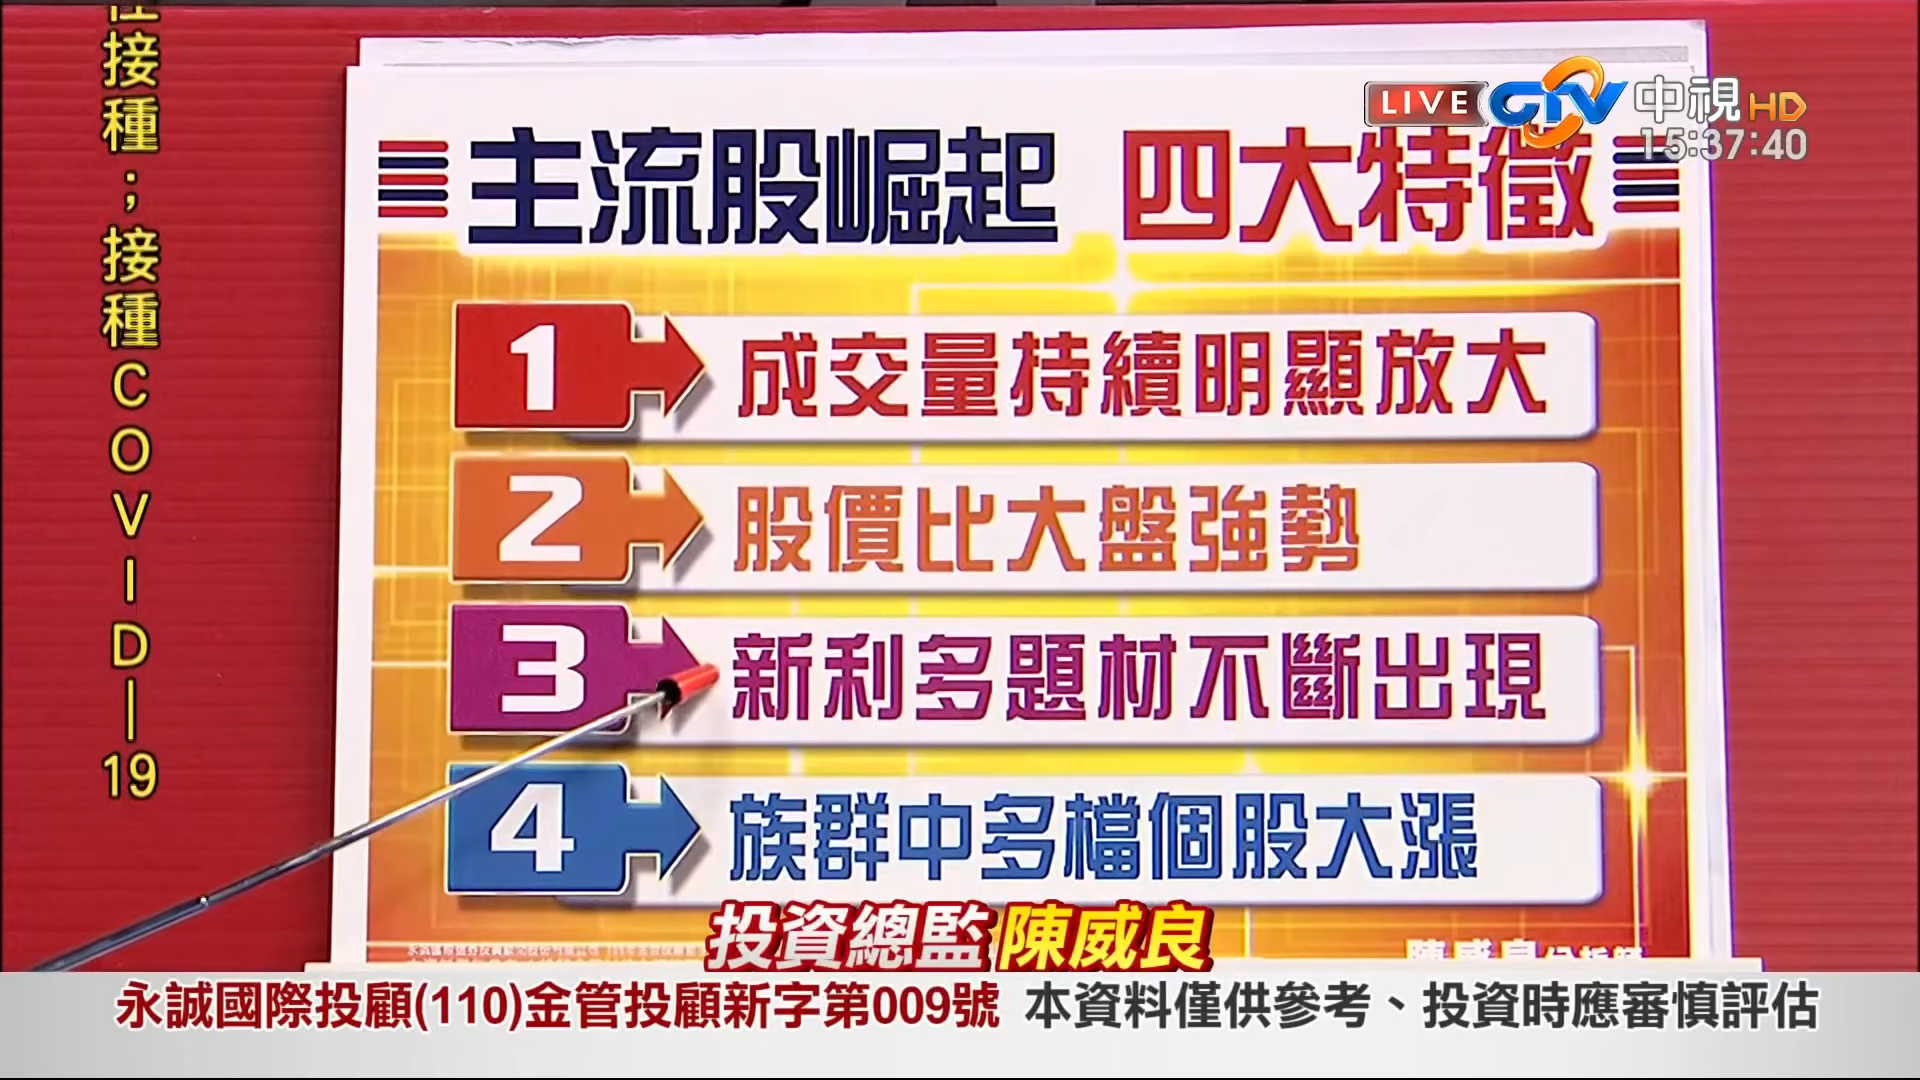 接種；接種COVID—19
LIVE CTV 中視HD
15:37:40
主流股崛起 四大特徵
1 成交量持續明顯放大
2 股價比大盤強勢
3 新利多題材不斷出現
4 族群中多檔個股大漲
投資總監 陳威良
永誠國際投顧(110)金管投顧新字第009號 本資料僅供參考、投資時應審慎評估